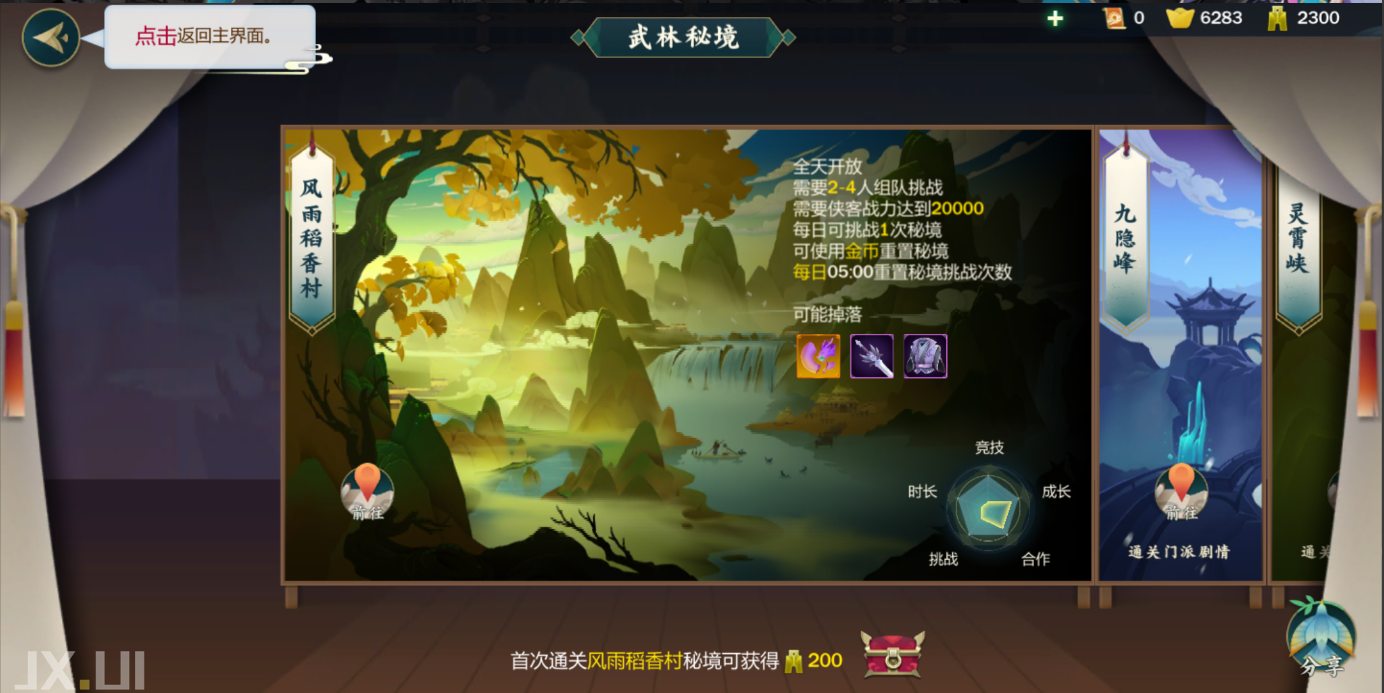 点击返回主界面。
武林秘境
0
6283
2300
风雨稻香村
全天开放
需要2-4人组队挑战
需要侠客战力达到20000
每日可挑战1次秘境
可使用金币重置秘境
每日05:00重置秘境挑战次数
可能掉落
竞技
时长
成长
挑战
合作
前往
九隐峰
前往
通关门派剧情
灵霄峡
通关
首次通关风雨稻香村秘境可获得 200
分享
JX.UI